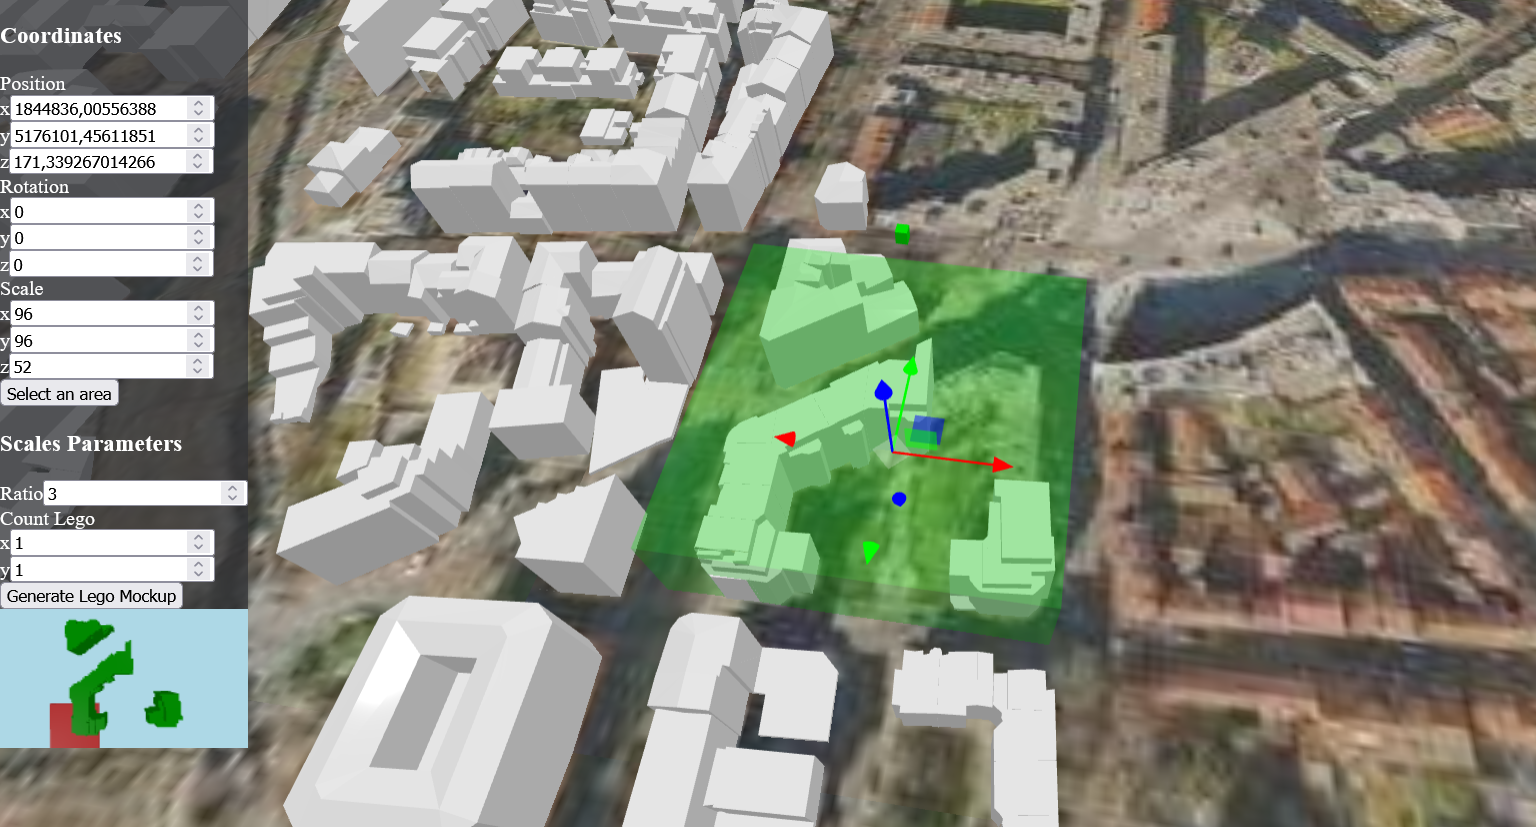 Coordinates
Position
x 1844836,00556388
y 5176101,45611851
z 171,339267014266
Rotation
x 0
y 0
z 0
Scale
x 96
y 96
z 52
Select an area
Scales Parameters
Ratio 3
Count Lego
x 1
y 1
Generate Lego Mockup